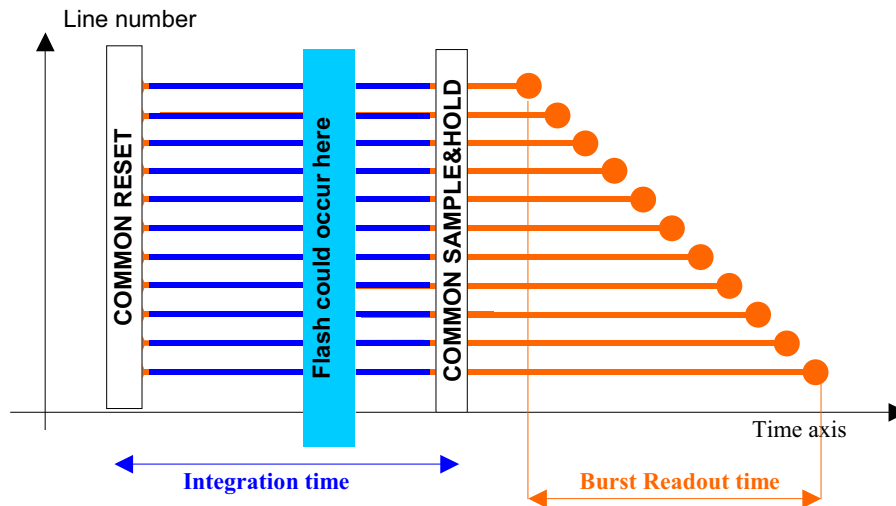 Line number
COMMON RESET
Flash could occur here
COMMON SAMPLE&HOLD
Time axis
Integration time
Burst Readout time